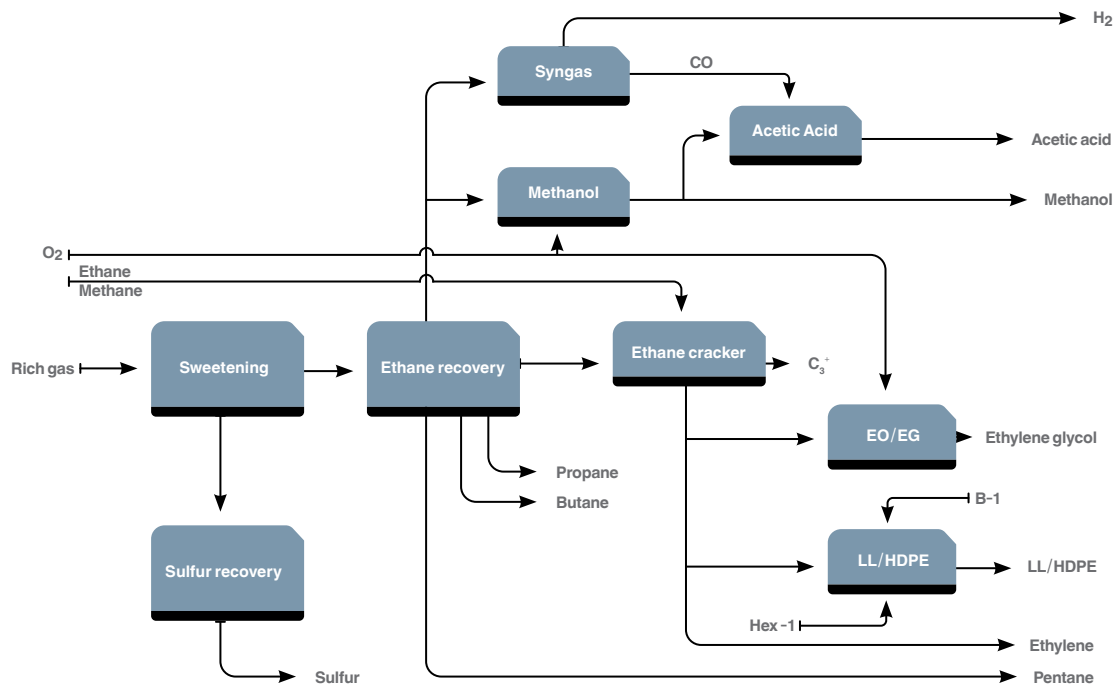 H2
Syngas
CO
Acetic Acid
Acetic acid
Methanol
Methanol
O2
Ethane
Methane
Rich gas
Sweetening
Ethane recovery
Ethane cracker
C3+
EO/EG
Ethylene glycol
Propane
Butane
B-1
Sulfur recovery
LL/HDPE
LL/HDPE
Hex-1
Ethylene
Sulfur
Pentane